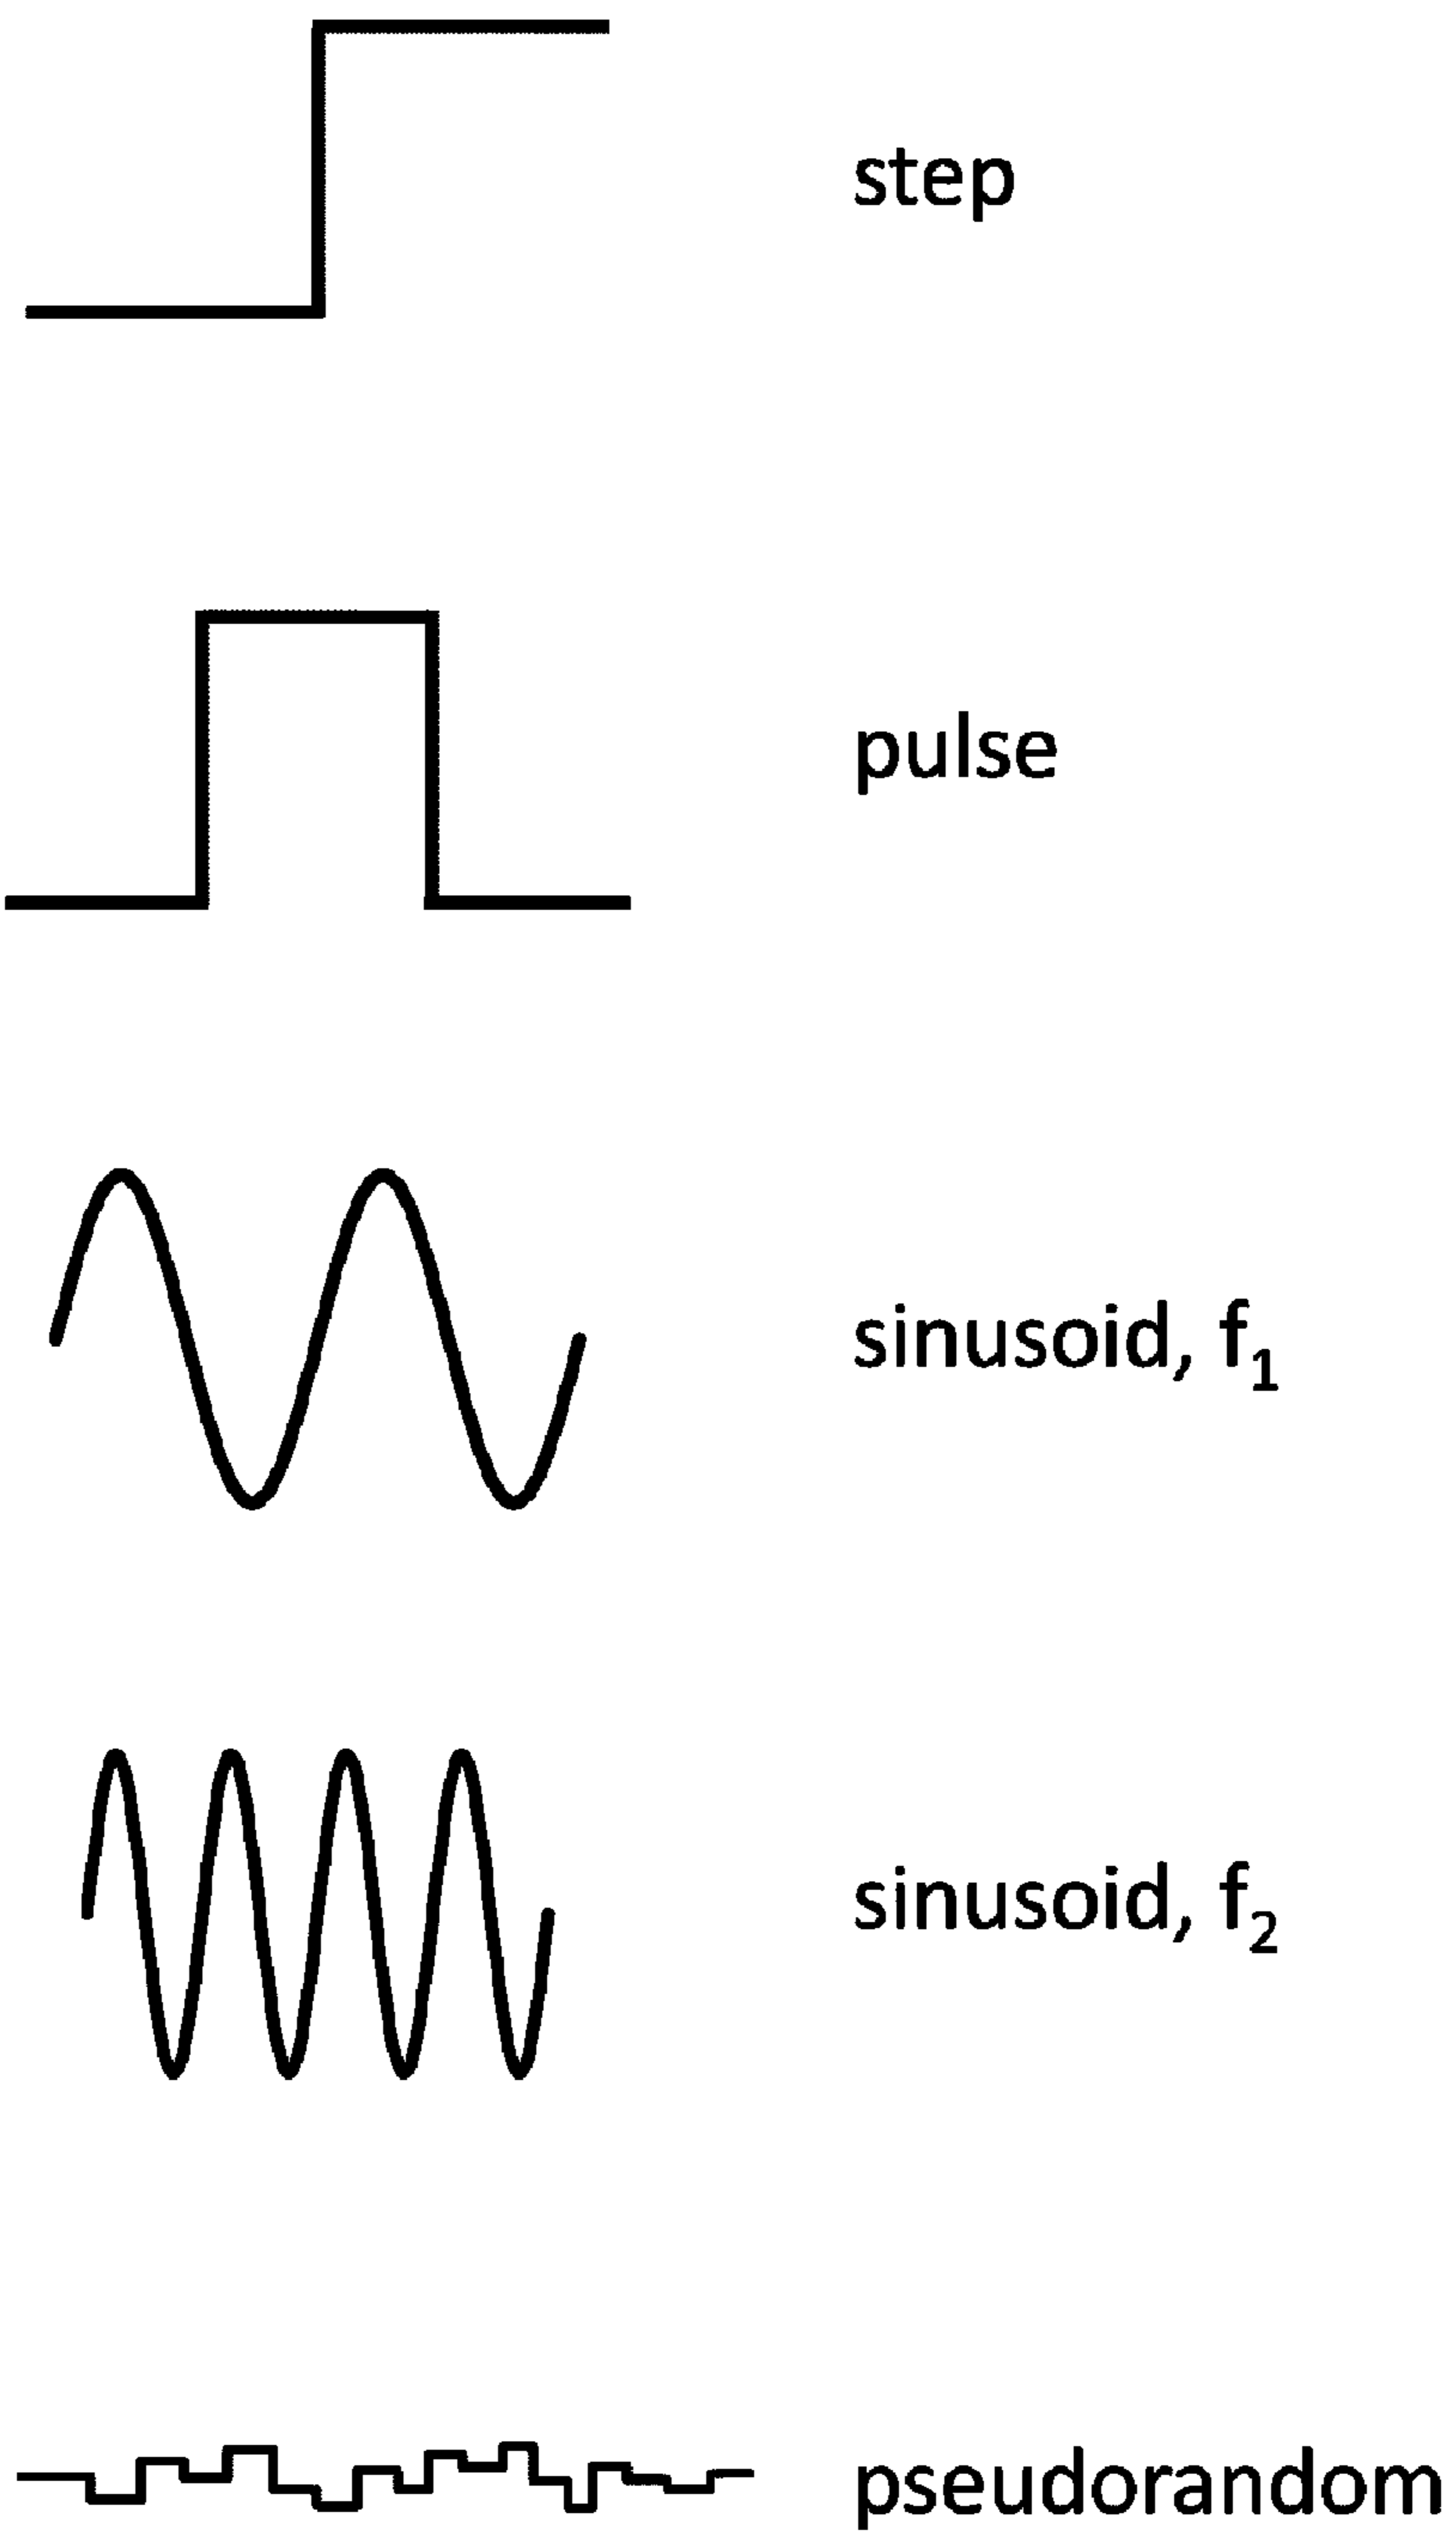 step
pulse
sinusoid, f₁
sinusoid, f₂
pseudorandom